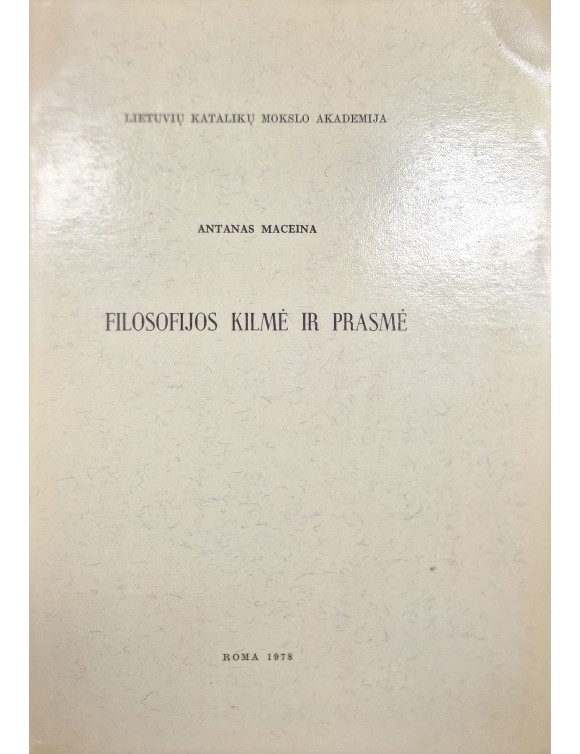 LIETUVIŲ KATALIKŲ MOKSLO AKADEMIJA
ANTANAS MACEINA
FILOSOFIJOS KILMĖ IR PRASMĖ
ROMA 1978